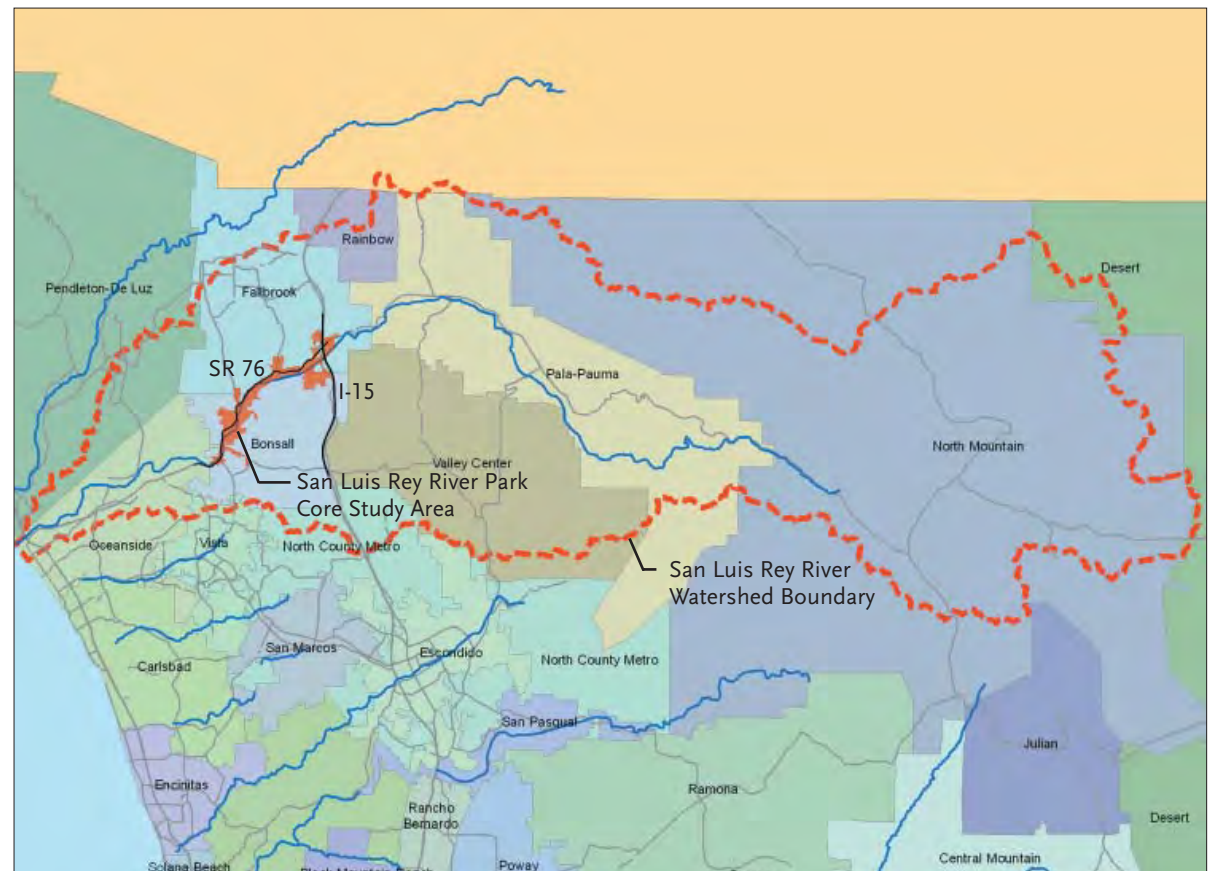 Rainbow
Desert
Pendleton-De Luz
Fallbrook
SR 76
I-15
Pala-Pauma
Bonsall
North Mountain
Valley Center
San Luis Rey River Park
Core Study Area
Oceanside
Vista
North County Metro
San Luis Rey River
Watershed Boundary
San Marcos
Escondido
North County Metro
Carlsbad
San Pasqual
Julian
Encinitas
Ramona
Rancho
Bernardo
Desert
Solana Beach
Poway
Central Mountain